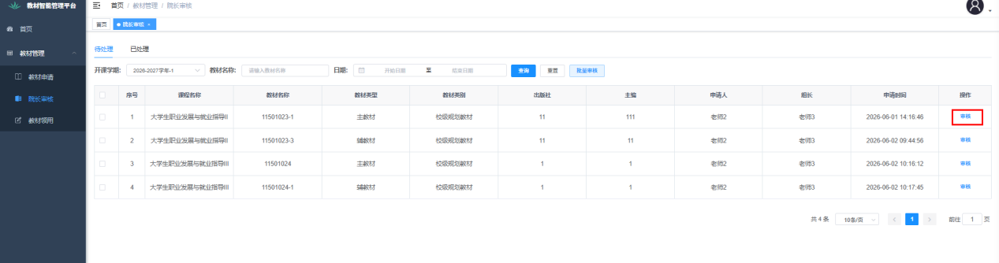 教材智能管理平台
首页 / 教材管理 / 院长审核
首页
院长审核 ×
首页
教材管理
教材申请
院长审核
教材领用
待处理 已处理
开课学期: 2026-2027学年-1 教材名称: 请输入教材名称 日期: 开始日期 至 结束日期 查询 重置 批量审核
序号 课程名称 教材名称 教材类型 教材类别 出版社 主编 申请人 组长 申请时间 操作
1 大学生职业发展与就业指导II 11501023-1 主教材 校级规划教材 11 111 老师2 老师3 2026-06-01 14:16:46 审核
2 大学生职业发展与就业指导II 11501023-3 辅教材 校级规划教材 11 11 老师2 老师3 2026-06-02 09:44:56 审核
3 大学生职业发展与就业指导III 11501024 主教材 校级规划教材 1 1 老师2 老师3 2026-06-02 10:16:12 审核
4 大学生职业发展与就业指导III 11501024-1 辅教材 校级规划教材 1 1 老师2 老师3 2026-06-02 10:17:45 审核
共 4 条 10条/页 < 1 > 前往 1 页